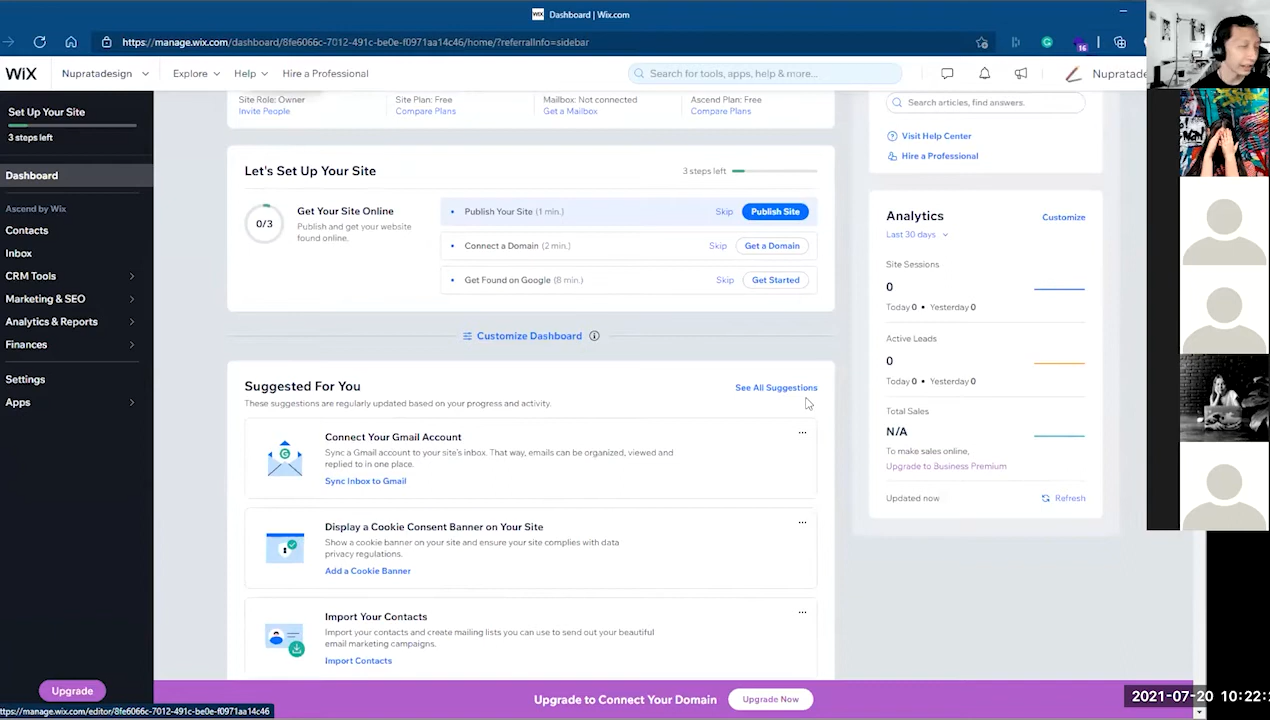 Dashboard | Wix.com
https://manage.wix.com/dashboard/8fe6066c-7012-491c-be0e-f0971aa14c46/home/?referralInfo=sidebar
16
WiX
Nupratadesign
Explore
Help
Hire a Professional
Search for tools, apps, help & more...
Nupratade
Set Up Your Site
3 steps left
Dashboard
Ascend by Wix
Contacts
Inbox
CRM Tools
Marketing & SEO
Analytics & Reports
Finances
Settings
Apps
Upgrade
Site Role: Owner
Invite People
Site Plan: Free
Compare Plans
Mailbox: Not connected
Get a Mailbox
Ascend Plan: Free
Compare Plans
Let's Set Up Your Site
3 steps left
0/3
Get Your Site Online
Publish and get your website
found online.
Publish Your Site (1 min.)
Skip
Publish Site
Connect a Domain (2 min.)
Skip
Get a Domain
Get Found on Google (8 min.)
Skip
Get Started
Customize Dashboard
Suggested For You
See All Suggestions
These suggestions are regularly updated based on your progress and activity.
Connect Your Gmail Account
Sync a Gmail account to your site's inbox. That way, emails can be organized, viewed and
replied to in one place.
Sync Inbox to Gmail
Display a Cookie Consent Banner on Your Site
Show a cookie banner on your site and ensure your site complies with data
privacy regulations.
Add a Cookie Banner
Import Your Contacts
Import your contacts and create mailing lists you can use to send out your beautiful
email marketing campaigns.
Import Contacts
Search articles, find answers.
Visit Help Center
Hire a Professional
Analytics
Customize
Last 30 days
Site Sessions
0
Today 0 • Yesterday 0
Active Leads
0
Today 0 • Yesterday 0
Total Sales
N/A
To make sales online,
Upgrade to Business Premium
Updated now
Refresh
Upgrade to Connect Your Domain
Upgrade Now
ttps://manage.wix.com/editor/8fe6066c-7012-491c-be0e-f0971aa14c46
2021-07-20 10:22: